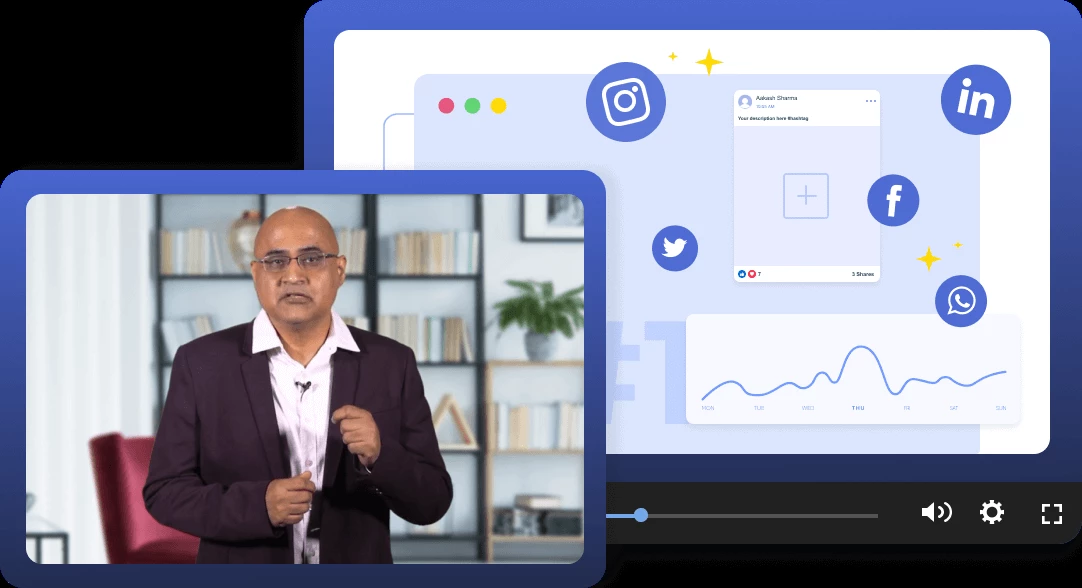 Aakash Sharma
10:30 AM
Your description here #hashtag
7
3 Shares
in
f
#1
MON TUE WED THU FRI SAT SUN